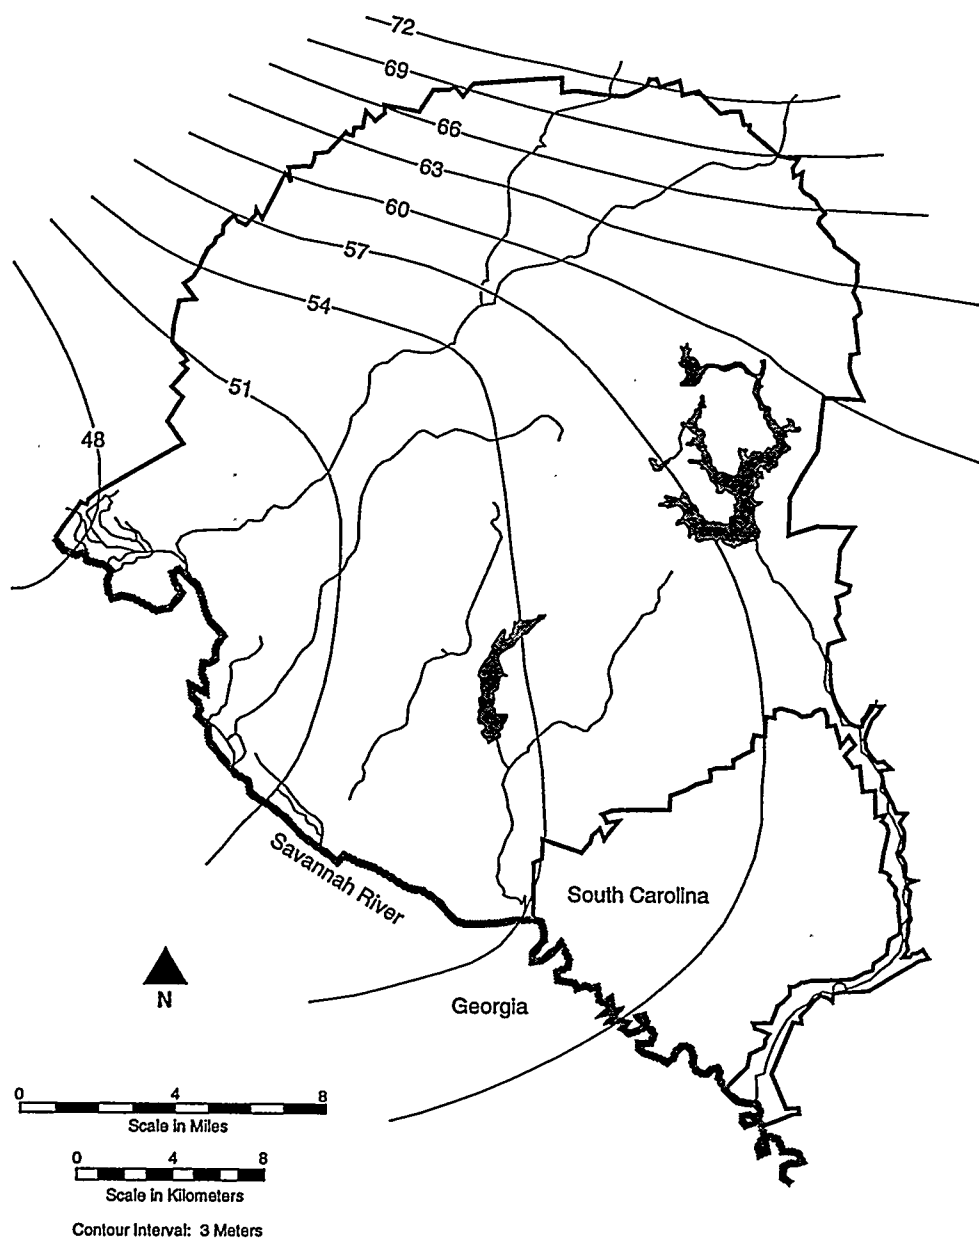 72
69
66
63
60
57
54
51
48
Savannah River
South Carolina
N
Georgia
0 4 8
Scale in Miles
0 4 8
Scale in Kilometers
Contour Interval: 3 Meters